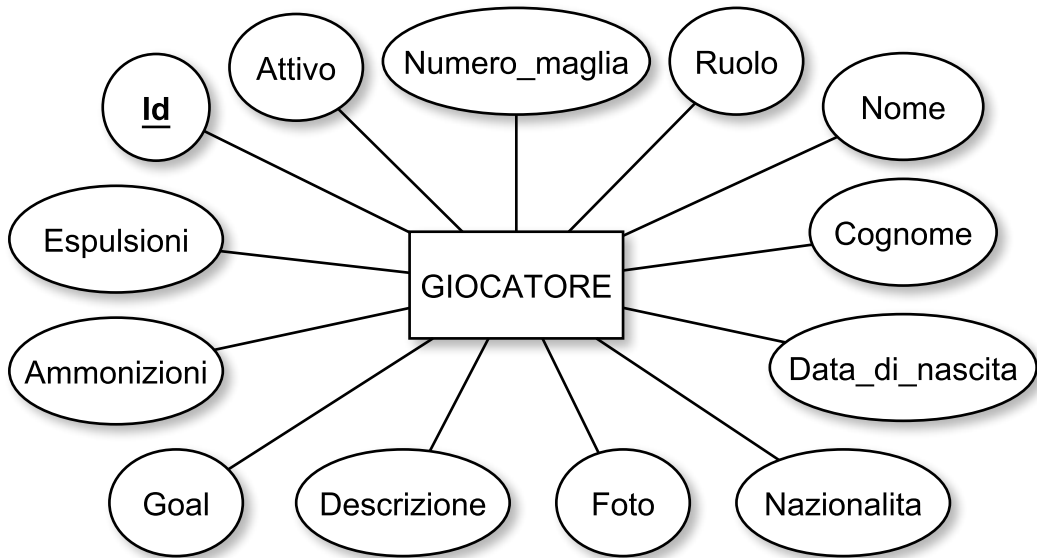 Attivo
Numero_maglia
Ruolo
Id
Nome
Espulsioni
Cognome
GIOCATORE
Ammonizioni
Data_di_nascita
Goal
Descrizione
Foto
Nazionalita